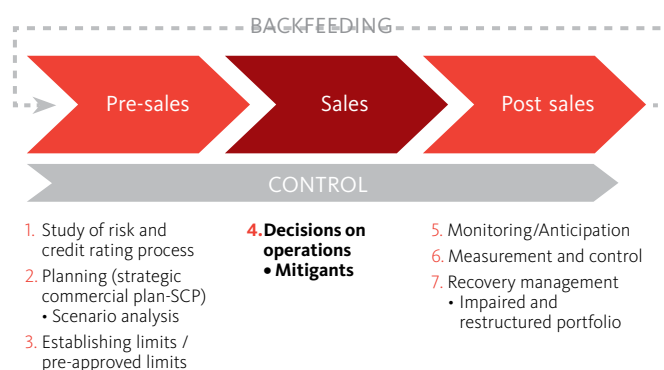 BACKFEEDING
Pre-sales
Sales
Post sales
CONTROL
1. Study of risk and
credit rating process
2. Planning (strategic
commercial plan-SCP)
• Scenario analysis
3. Establishing limits /
pre-approved limits
4.Decisions on
operations
• Mitigants
5. Monitoring/Anticipation
6. Measurement and control
7. Recovery management
• Impaired and
restructured portfolio